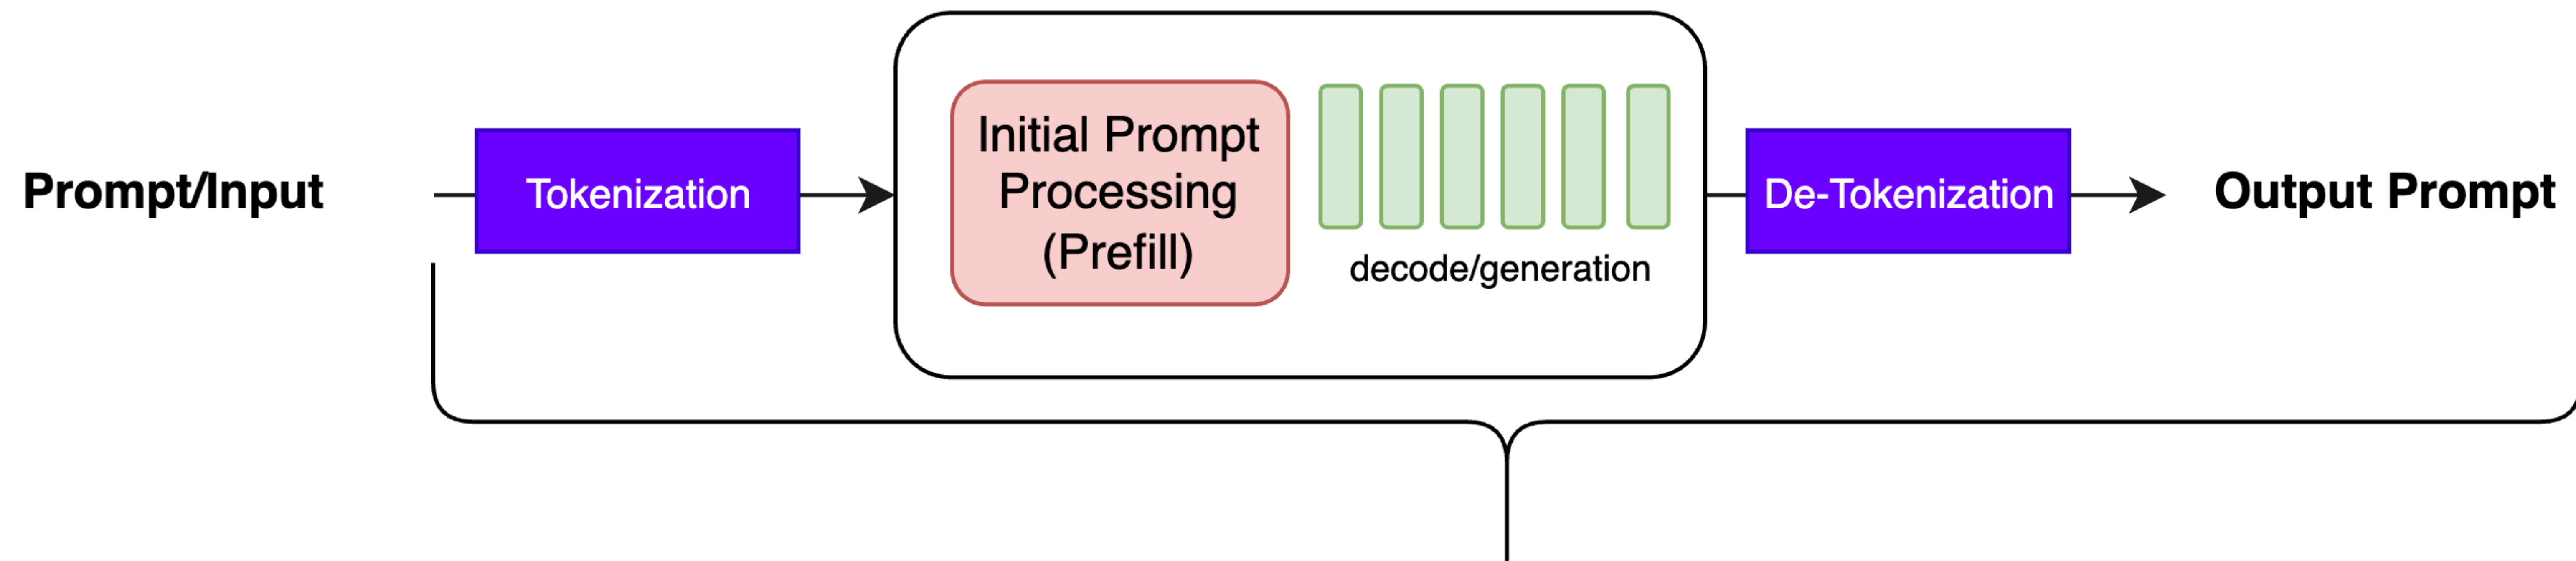 Prompt/Input
Tokenization
Initial Prompt
Processing
(Prefill)
decode/generation
De-Tokenization
Output Prompt